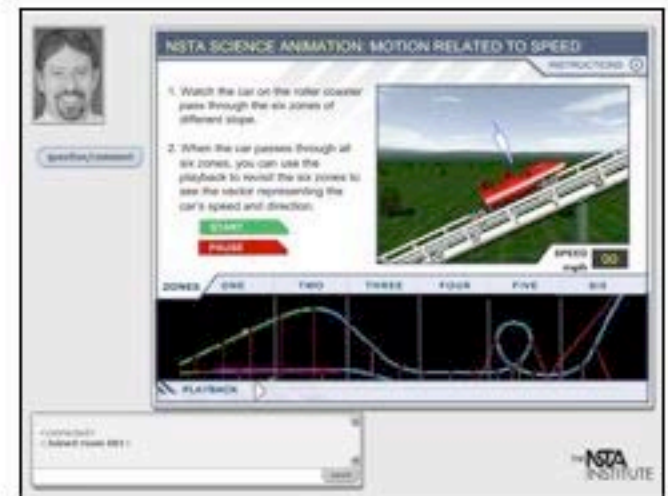 NSTA SCIENCE ANIMATION: MOTION RELATED TO SPEED
INSTRUCTIONS
1. Watch the car on the roller coaster
pass through the six zones of
different slope.
2. When the car passes through all
six zones, you can use the
playback to revisit the six zones to
see the vector representing the
car's speed and direction.
question/comment
START
PAUSE
SPEED
mph 00
ZONES ONE TWO THREE FOUR FIVE SIX
PLAYBACK
send
THE NSTA
INSTITUTE